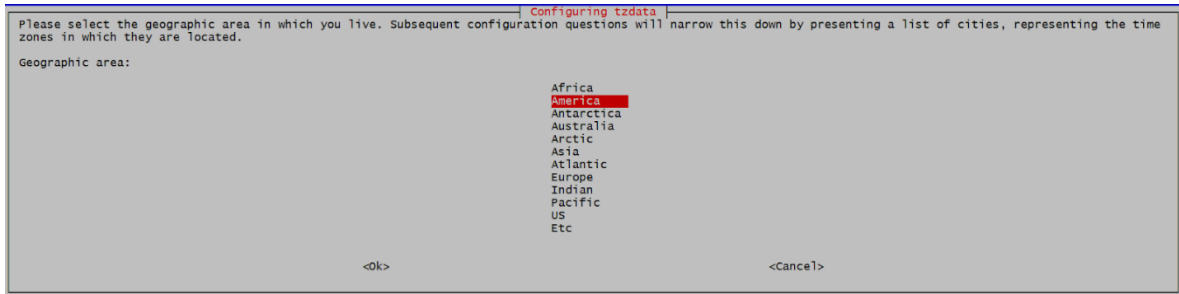 Configuring tzdata
Please select the geographic area in which you live. Subsequent configuration questions will narrow this down by presenting a list of cities, representing the time
zones in which they are located.
Geographic area:
Africa
America
Antarctica
Australia
Arctic
Asia
Atlantic
Europe
Indian
Pacific
US
Etc
<Ok> <Cancel>